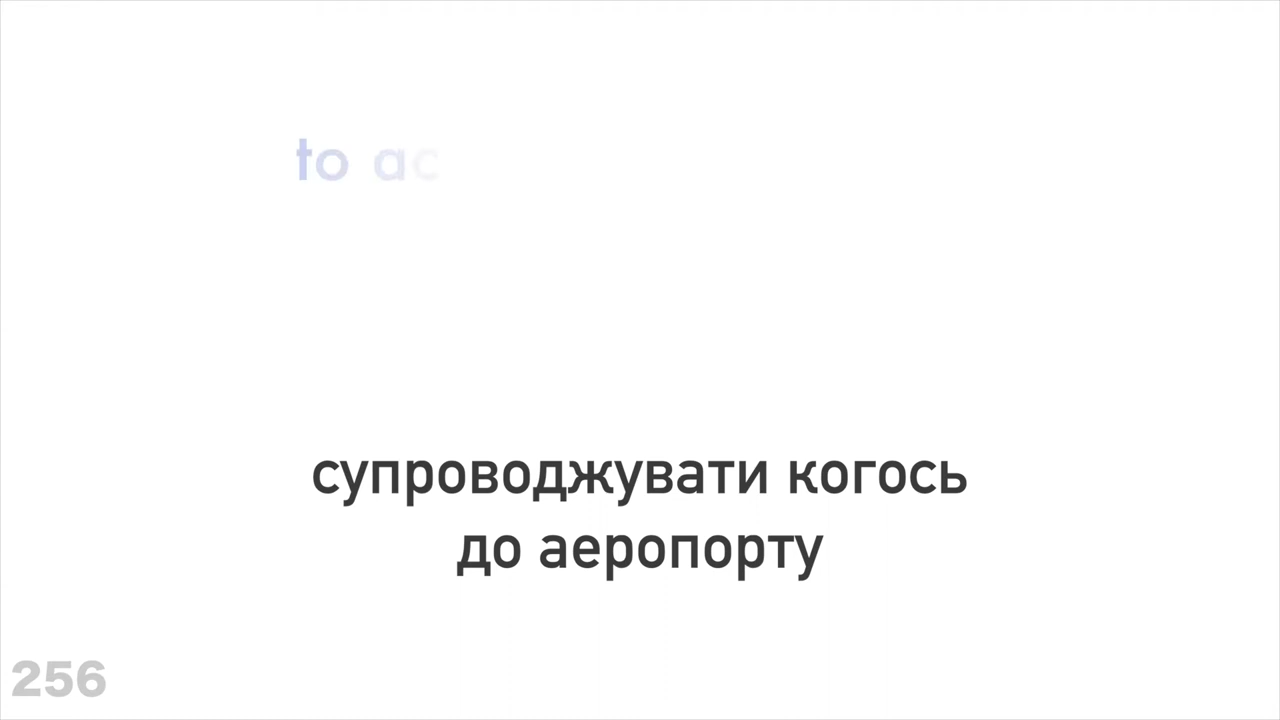 to ac
супроводжувати когось
до аеропорту
256